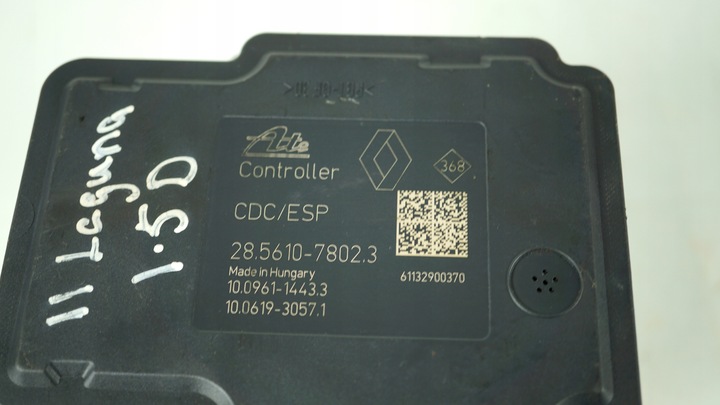 Ate
Controller
368
CDC/ESP
28.5610-7802.3
Made in Hungary
10.0961-1443.3
10.0619-3057.1
61132900370
11 Laguna
1.5D